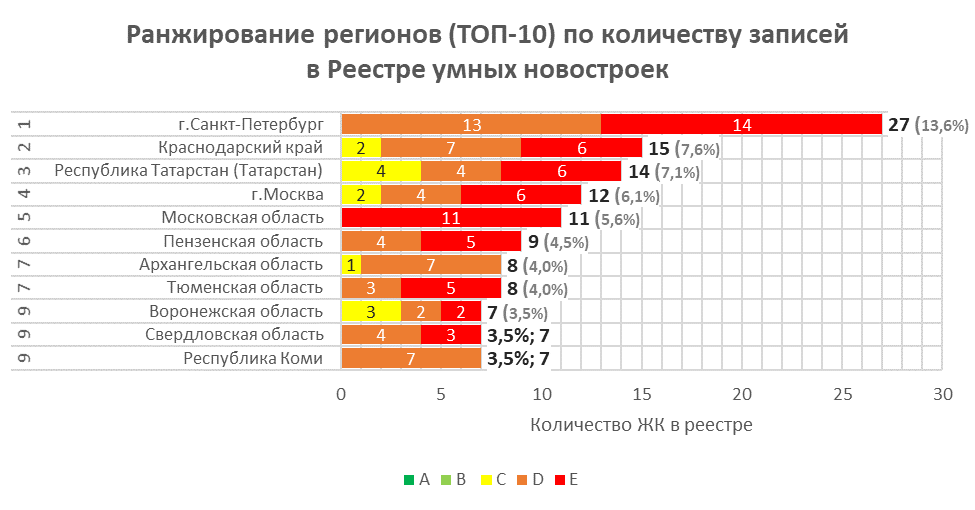 Ранжирование регионов (ТОП-10) по количеству записей
в Реестре умных новостроек
1 г.Санкт-Петербург 13 14 27 (13,6%)
2 Краснодарский край 2 7 6 15 (7,6%)
3 Республика Татарстан (Татарстан) 4 4 6 14 (7,1%)
4 г.Москва 2 4 6 12 (6,1%)
5 Московская область 11 11 (5,6%)
6 Пензенская область 4 5 9 (4,5%)
7 Архангельская область 1 7 8 (4,0%)
7 Тюменская область 3 5 8 (4,0%)
9 Воронежская область 3 2 2 7 (3,5%)
9 Свердловская область 4 3 3,5%; 7
9 Республика Коми 7 3,5%; 7
0 5 10 15 20 25 30
Количество ЖК в реестре
A B C D E